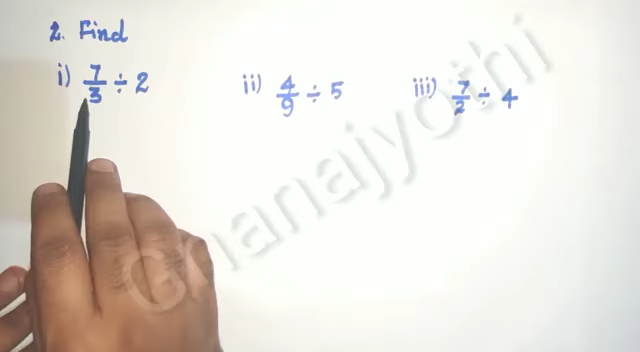 2. Find
i) 7/3 ÷ 2 ii) 4/9 ÷ 5 iii) 7/2 ÷ 4
Gnanajyothi